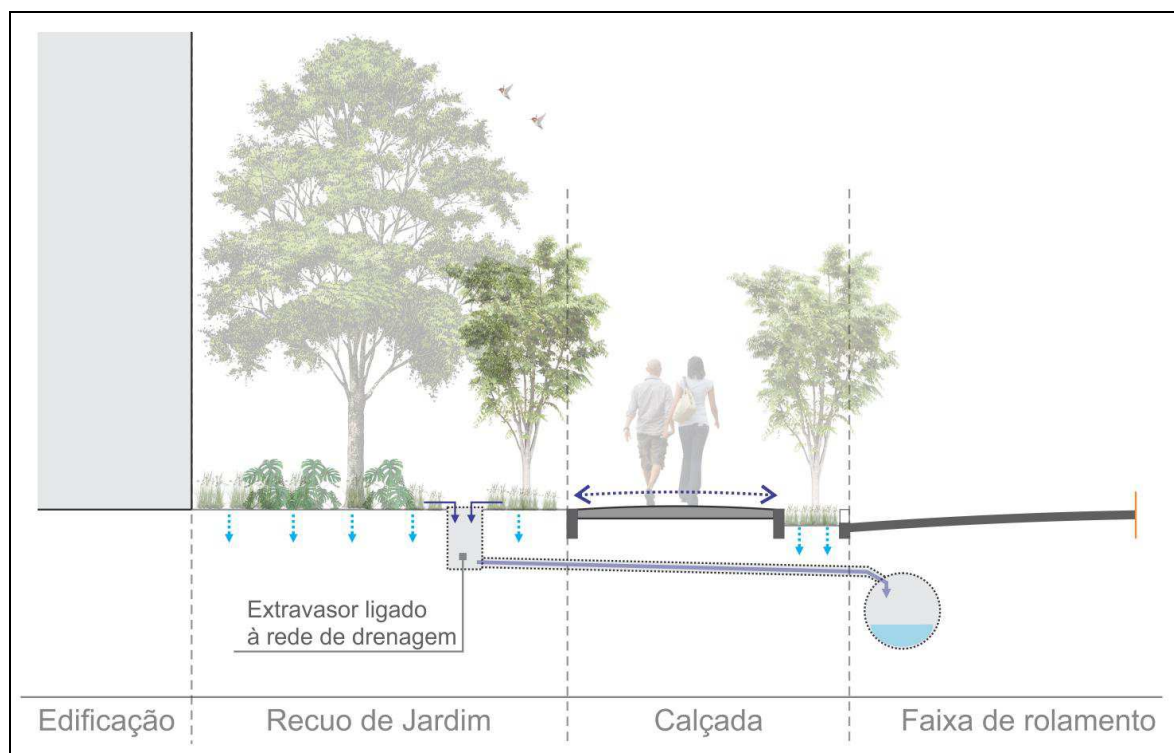 Extravasor ligado
à rede de drenagem
Edificação
Recuo de Jardim
Calçada
Faixa de rolamento